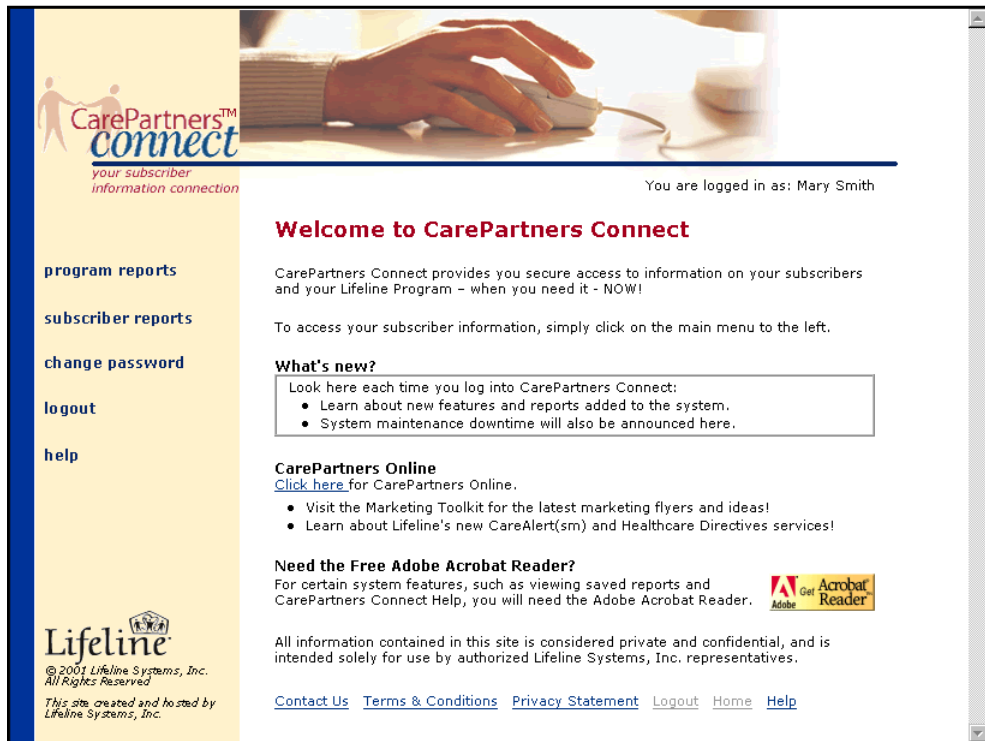 CarePartners™
connect
your subscriber
information connection
You are logged in as: Mary Smith
Welcome to CarePartners Connect
program reports
subscriber reports
change password
logout
help
CarePartners Connect provides you secure access to information on your subscribers
and your Lifeline Program – when you need it - NOW!
To access your subscriber information, simply click on the main menu to the left.
What's new?
Look here each time you log into CarePartners Connect:
• Learn about new features and reports added to the system.
• System maintenance downtime will also be announced here.
CarePartners Online
Click here for CarePartners Online.
• Visit the Marketing Toolkit for the latest marketing flyers and ideas!
• Learn about Lifeline's new CareAlert(sm) and Healthcare Directives services!
Need the Free Adobe Acrobat Reader?
For certain system features, such as viewing saved reports and
CarePartners Connect Help, you will need the Adobe Acrobat Reader.
Adobe
Get Acrobat
Reader
All information contained in this site is considered private and confidential, and is
intended solely for use by authorized Lifeline Systems, Inc. representatives.
Contact Us Terms & Conditions Privacy Statement Logout Home Help
Lifeline
© 2001 Lifeline Systems, Inc.
All Rights Reserved
This site created and hosted by
Lifeline Systems, Inc.